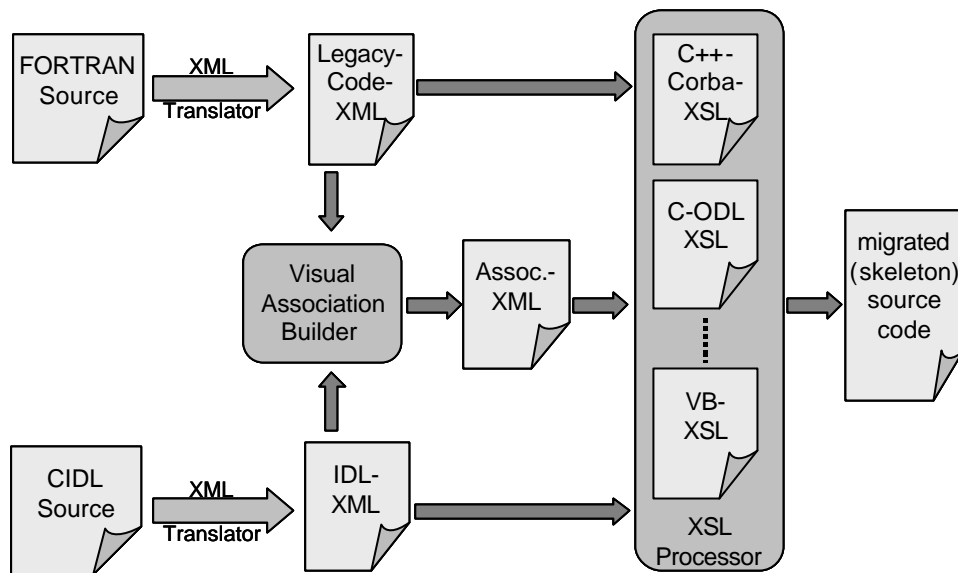 FORTRAN
Source
XML
Translator
Legacy-
Code-
XML
C++-
Corba-
XSL
C-ODL
XSL
Visual
Association
Builder
Assoc.-
XML
migrated
(skeleton)
source
code
VB-
XSL
CIDL
Source
XML
Translator
IDL-
XML
XSL
Processor